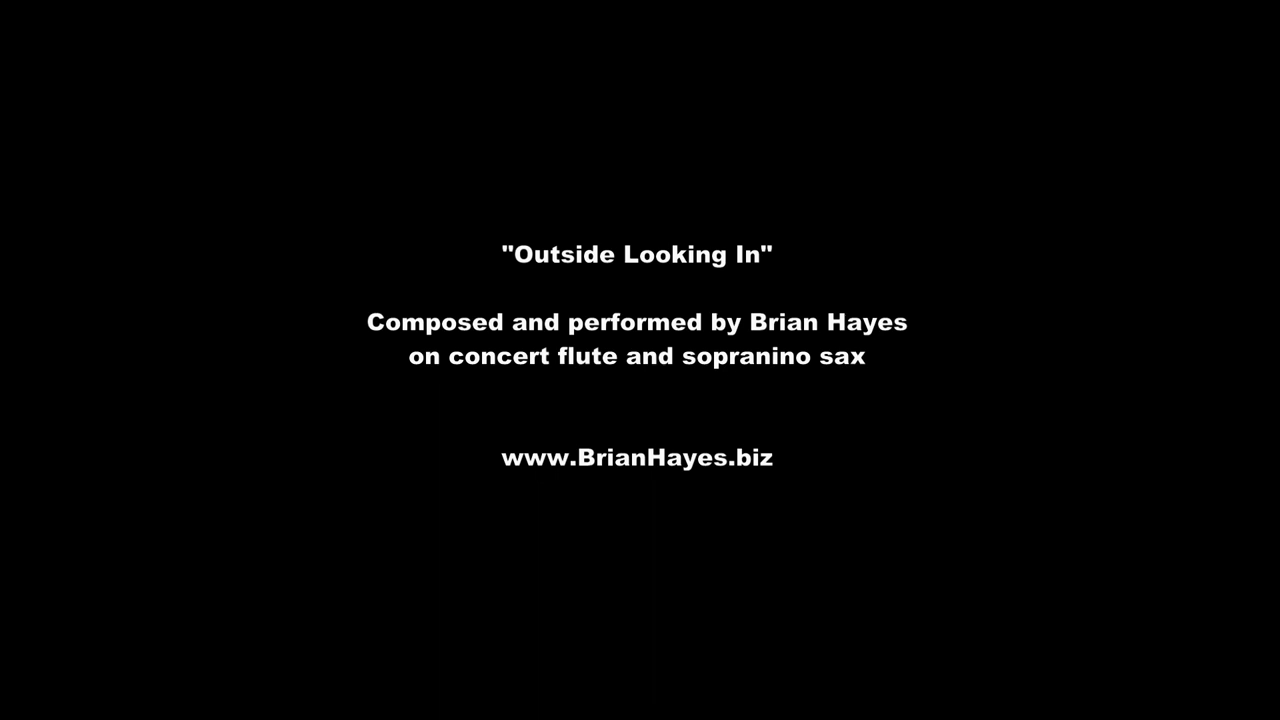 "Outside Looking In"
Composed and performed by Brian Hayes
on concert flute and sopranino sax
www.BrianHayes.biz